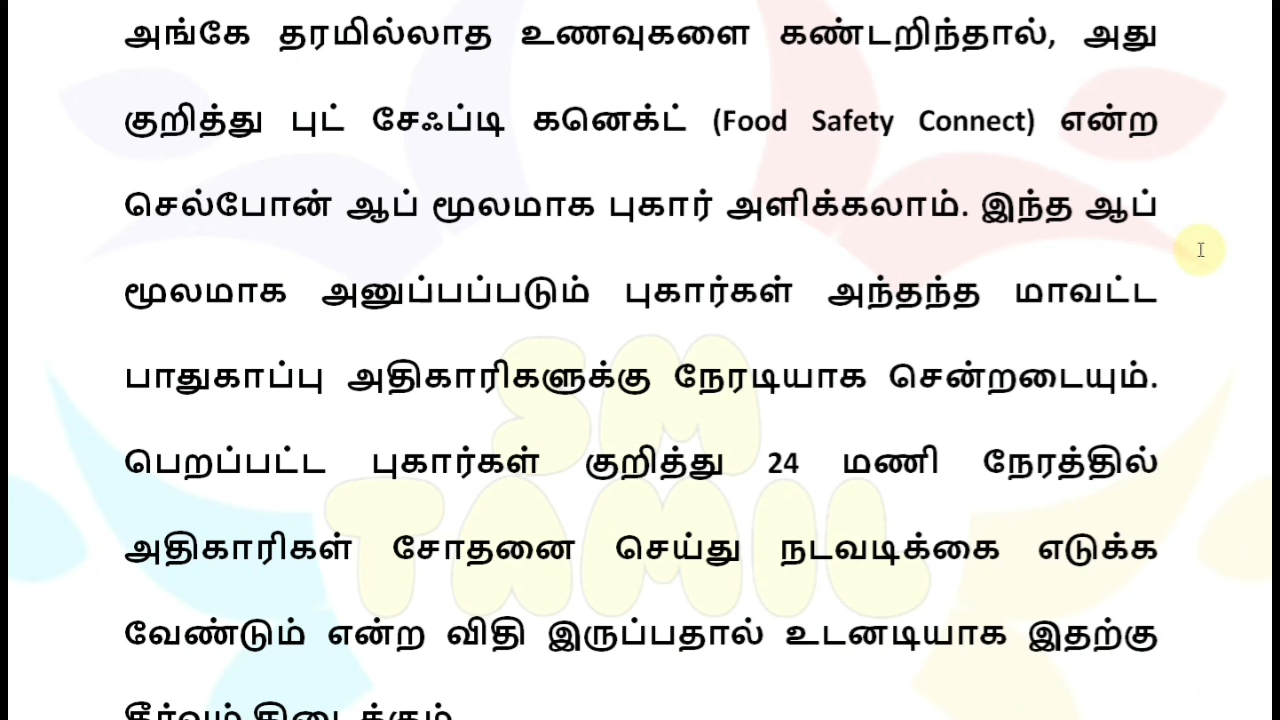 அங்கே தரமில்லாத உணவுகளை கண்டறிந்தால், அது
குறித்து புட் சேஃப்டி கனெக்ட் (Food Safety Connect) என்ற
செல்போன் ஆப் மூலமாக புகார் அளிக்கலாம். இந்த ஆப்
மூலமாக அனுப்பப்படும் புகார்கள் அந்தந்த மாவட்ட
பாதுகாப்பு அதிகாரிகளுக்கு நேரடியாக சென்றடையும்.
பெறப்பட்ட புகார்கள் குறித்து 24 மணி நேரத்தில்
அதிகாரிகள் சோதனை செய்து நடவடிக்கை எடுக்க
வேண்டும் என்ற விதி இருப்பதால் உடனடியாக இதற்கு
தீர்வும் கிடைக்கும்.
SM
TAMIL